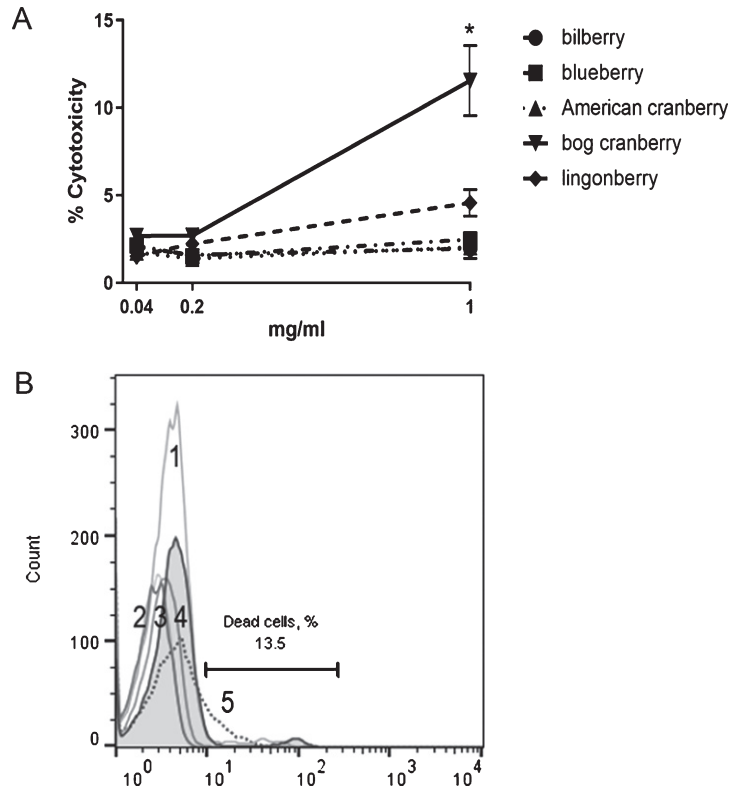 A
15
*
bilberry
blueberry
10
American cranberry
% Cytotoxicity
bog cranberry
5
lingonberry
0
0.04 0.2 1
mg/ml
B
300
1
200
Count
2 3 4
Dead cells, %
13.5
100
5
0
10^0 10^1 10^2 10^3 10^4